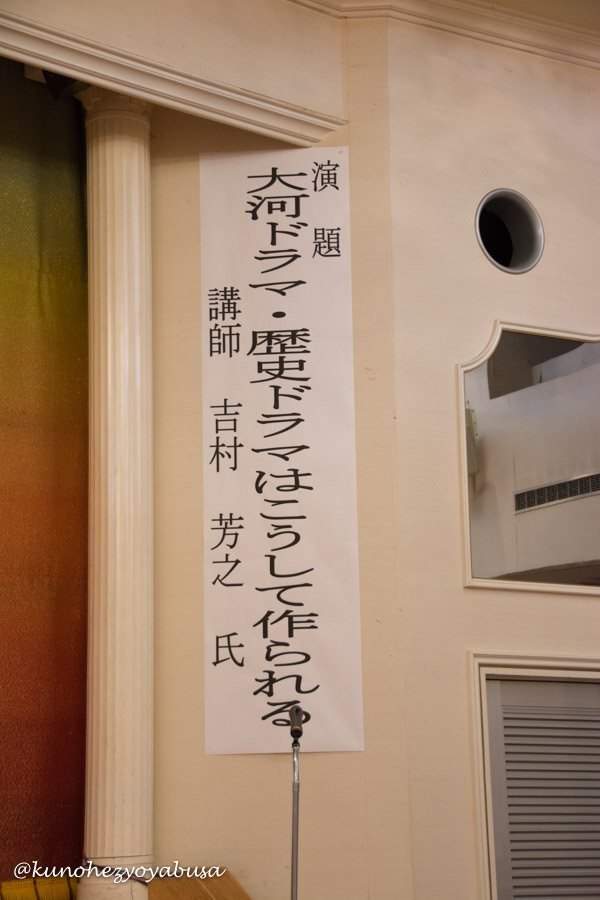 演題
大河ドラマ・歴史ドラマはこうして作られる
講師 吉村 芳之 氏
@kunohezyoyabusa